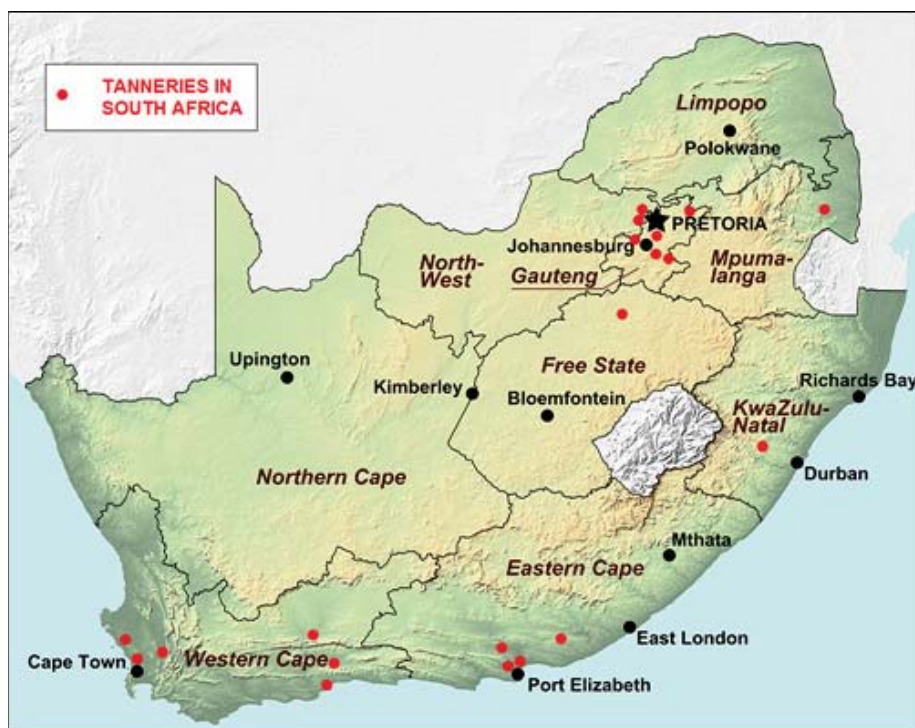 TANNERIES IN
SOUTH AFRICA
Limpopo
Polokwane
PRETORIA
Johannesburg
North-
West
Gauteng
Mpuma-
langa
Upington
Kimberley
Free State
Bloemfontein
Richards Bay
KwaZulu-
Natal
Durban
Northern Cape
Mthata
Eastern Cape
East London
Cape Town
Western Cape
Port Elizabeth